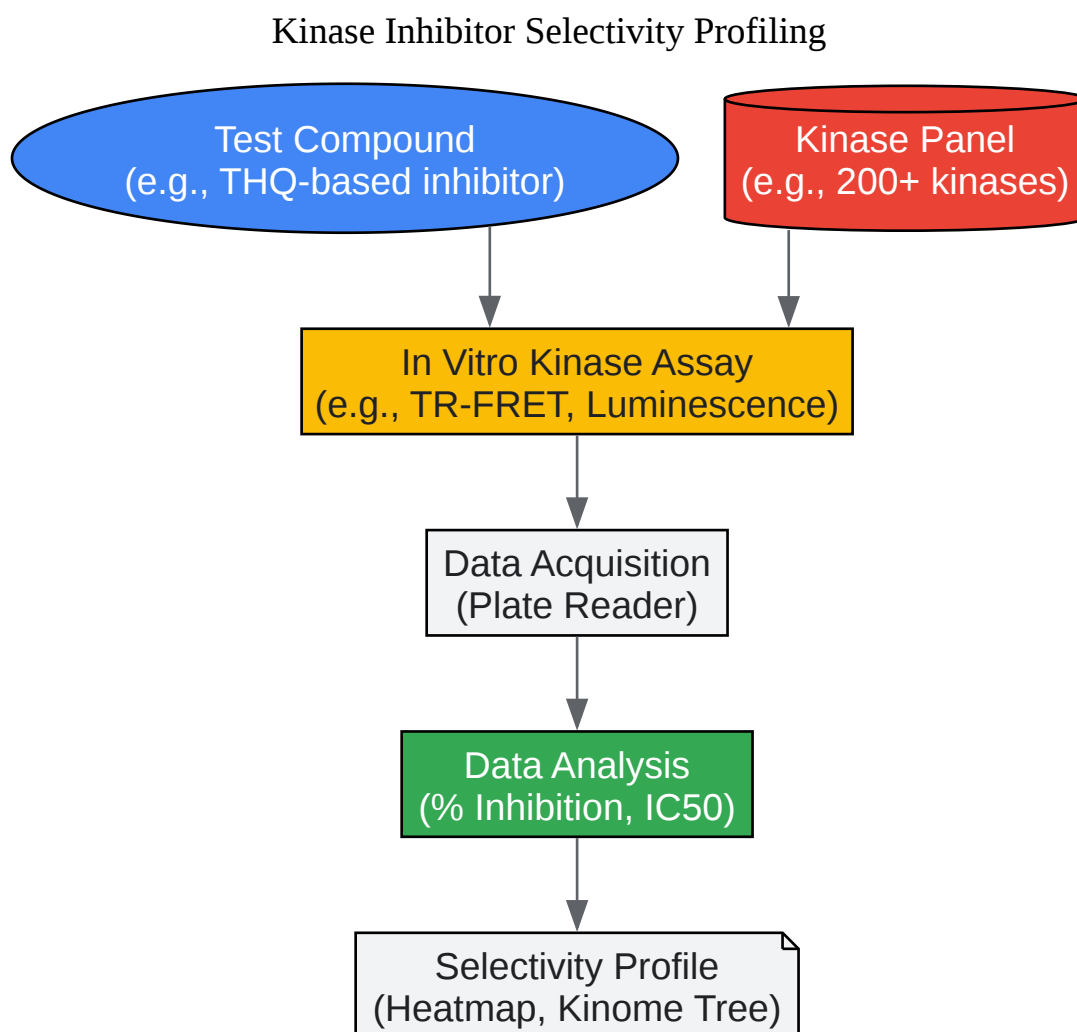 Kinase Inhibitor Selectivity Profiling
Test Compound
(e.g., THQ-based inhibitor)
Kinase Panel
(e.g., 200+ kinases)
In Vitro Kinase Assay
(e.g., TR-FRET, Luminescence)
Data Acquisition
(Plate Reader)
Data Analysis
(% Inhibition, IC50)
Selectivity Profile
(Heatmap, Kinome Tree)